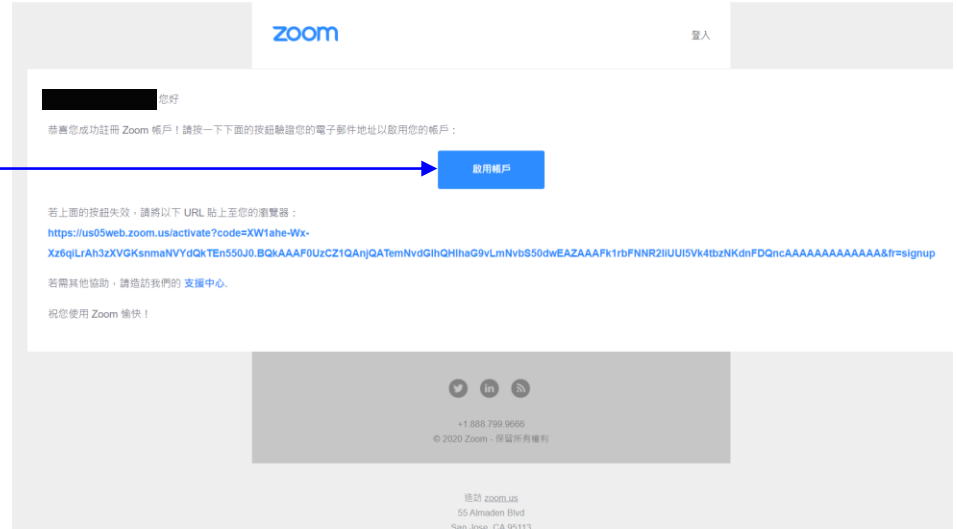 zoom
登入
您好
恭喜您成功註冊 Zoom 帳戶！請按一下下面的按鈕驗證您的電子郵件地址以啟用您的帳戶：
啟用帳戶
若上面的按鈕失效，請將以下 URL 貼上至您的瀏覽器：
https://us05web.zoom.us/activate?code=XW1ahe-Wx-
Xz6qiLrAh3zXVGKsnmaNVYdQkTEn550J0.BQkAAAF0UzCZ1QAnjQATemNvdGlhQHlhaG9vLmNvbS50dwEAZAAAFk1rbFNNR2liUUI5Vk4tbzNKdnFDQncAAAAAAAAAAAAA&fr=signup
若需其他協助，請造訪我們的 支援中心.
祝您使用 Zoom 愉快！
in
+1.888.799.9666
© 2020 Zoom - 保留所有權利
造訪 zoom.us
55 Almaden Blvd
San Jose, CA 95113